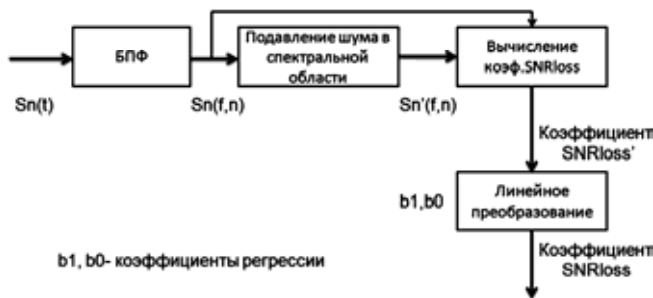 БПФ
Подавление шума в
спектральной
области
Вычисление
коэф.SNRloss
Sn(t)
Sn(f,n)
Sn'(f,n)
Коэффициент
SNRloss'
b1,b0
Линейное
преобразование
b1, b0- коэффициенты регрессии
Коэффициент
SNRloss